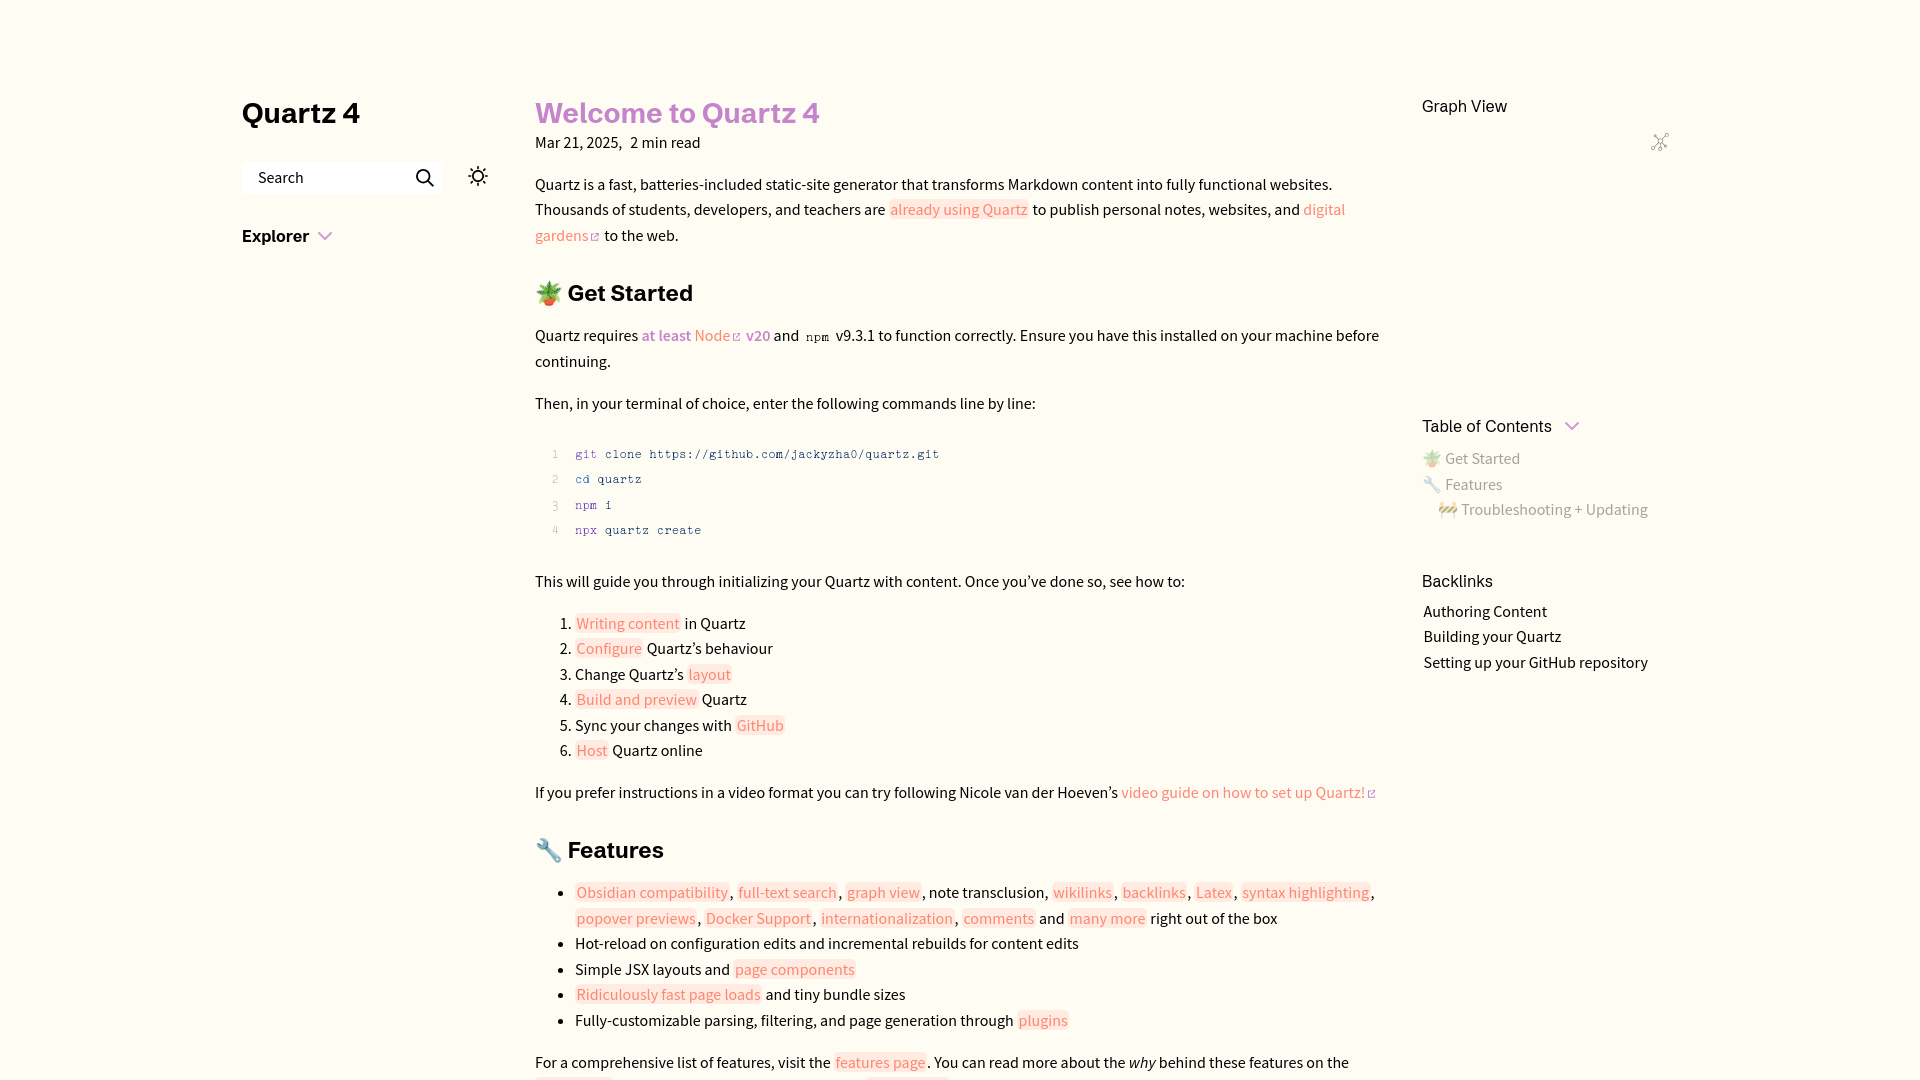 Quartz 4
Search
Explorer
Welcome to Quartz 4
Mar 21, 2025, 2 min read
Quartz is a fast, batteries-included static-site generator that transforms Markdown content into fully functional websites.
Thousands of students, developers, and teachers are already using Quartz to publish personal notes, websites, and digital
gardens to the web.
🪴 Get Started
Quartz requires at least Node v20 and npm v9.3.1 to function correctly. Ensure you have this installed on your machine before
continuing.
Then, in your terminal of choice, enter the following commands line by line:
1 git clone https://github.com/jackyzha0/quartz.git
2 cd quartz
3 npm i
4 npx quartz create
This will guide you through initializing your Quartz with content. Once you’ve done so, see how to:
1. Writing content in Quartz
2. Configure Quartz’s behaviour
3. Change Quartz’s layout
4. Build and preview Quartz
5. Sync your changes with GitHub
6. Host Quartz online
If you prefer instructions in a video format you can try following Nicole van der Hoeven’s video guide on how to set up Quartz!
🔧 Features
• Obsidian compatibility, full-text search, graph view, note transclusion, wikilinks, backlinks, Latex, syntax highlighting,
popover previews, Docker Support, internationalization, comments and many more right out of the box
• Hot-reload on configuration edits and incremental rebuilds for content edits
• Simple JSX layouts and page components
• Ridiculously fast page loads and tiny bundle sizes
• Fully-customizable parsing, filtering, and page generation through plugins
For a comprehensive list of features, visit the features page. You can read more about the why behind these features on the
Graph View
Table of Contents
🪴 Get Started
🔧 Features
🚧 Troubleshooting + Updating
Backlinks
Authoring Content
Building your Quartz
Setting up your GitHub repository